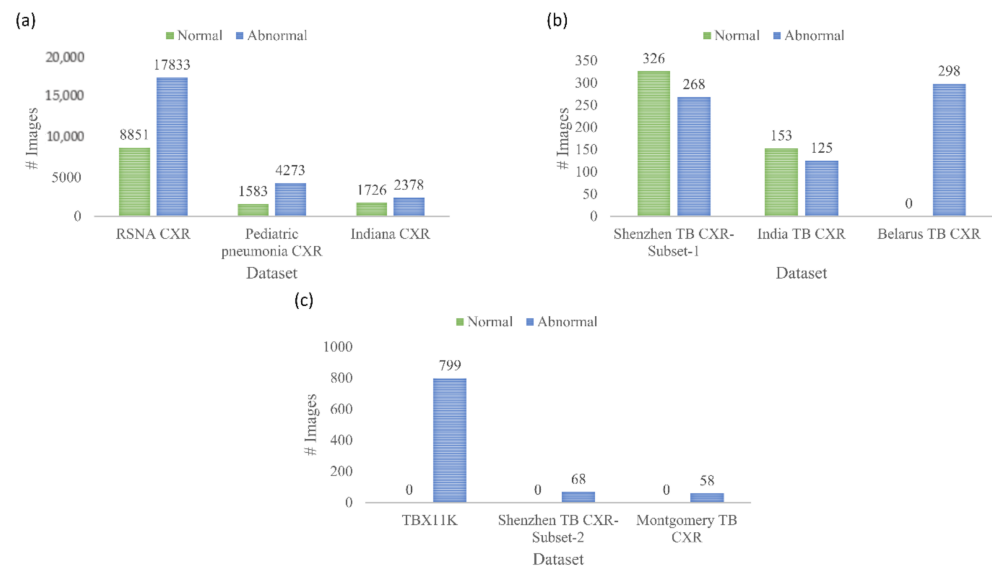 (a)
Normal Abnormal
20,000
15,000
10,000
5000
0
# Images
17833
8851
1583
4273
1726
2378
RSNA CXR
Pediatric
pneumonia CXR
Indiana CXR
Dataset
(b)
Normal Abnormal
350
300
250
200
150
100
50
0
# Images
326
268
153
125
0
298
Shenzhen TB CXR-
Subset-1
India TB CXR
Belarus TB CXR
Dataset
(c)
Normal Abnormal
1000
800
600
400
200
0
# Images
0
799
0
68
0
58
TBX11K
Shenzhen TB CXR-
Subset-2
Montgomery TB
CXR
Dataset